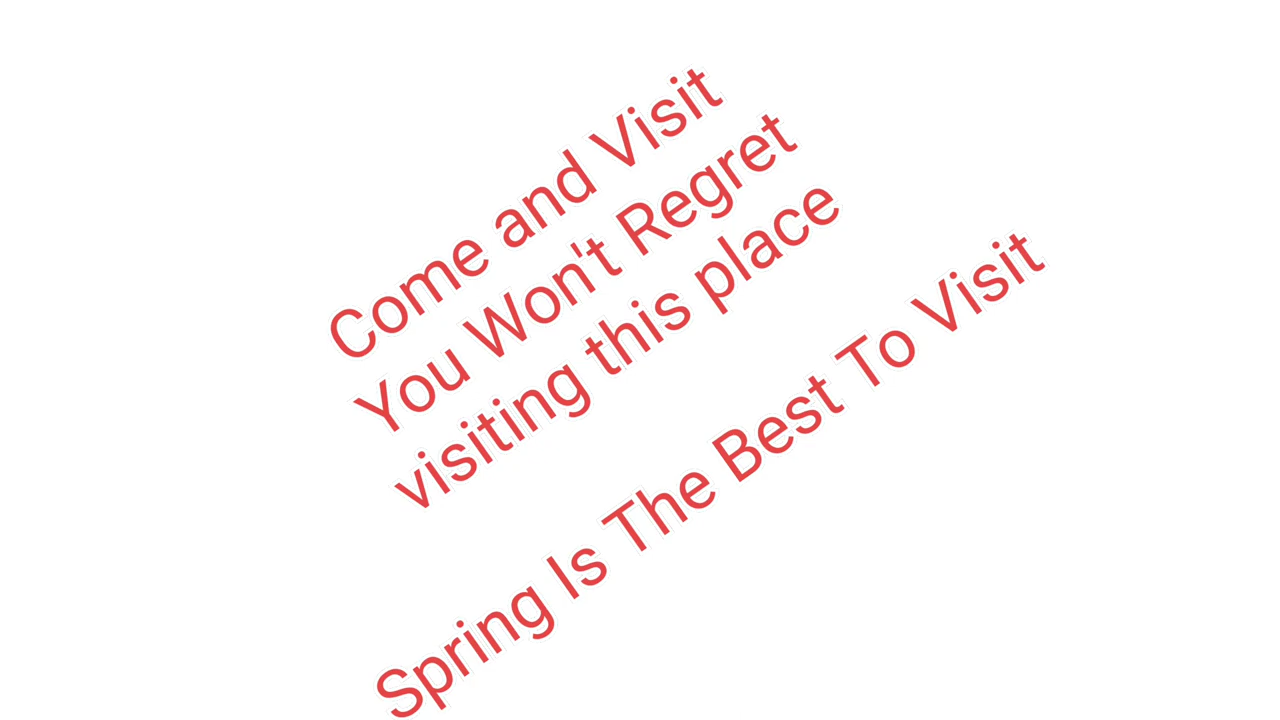 Come and Visit
You Won't Regret
visiting this place
Spring Is The Best To Visit